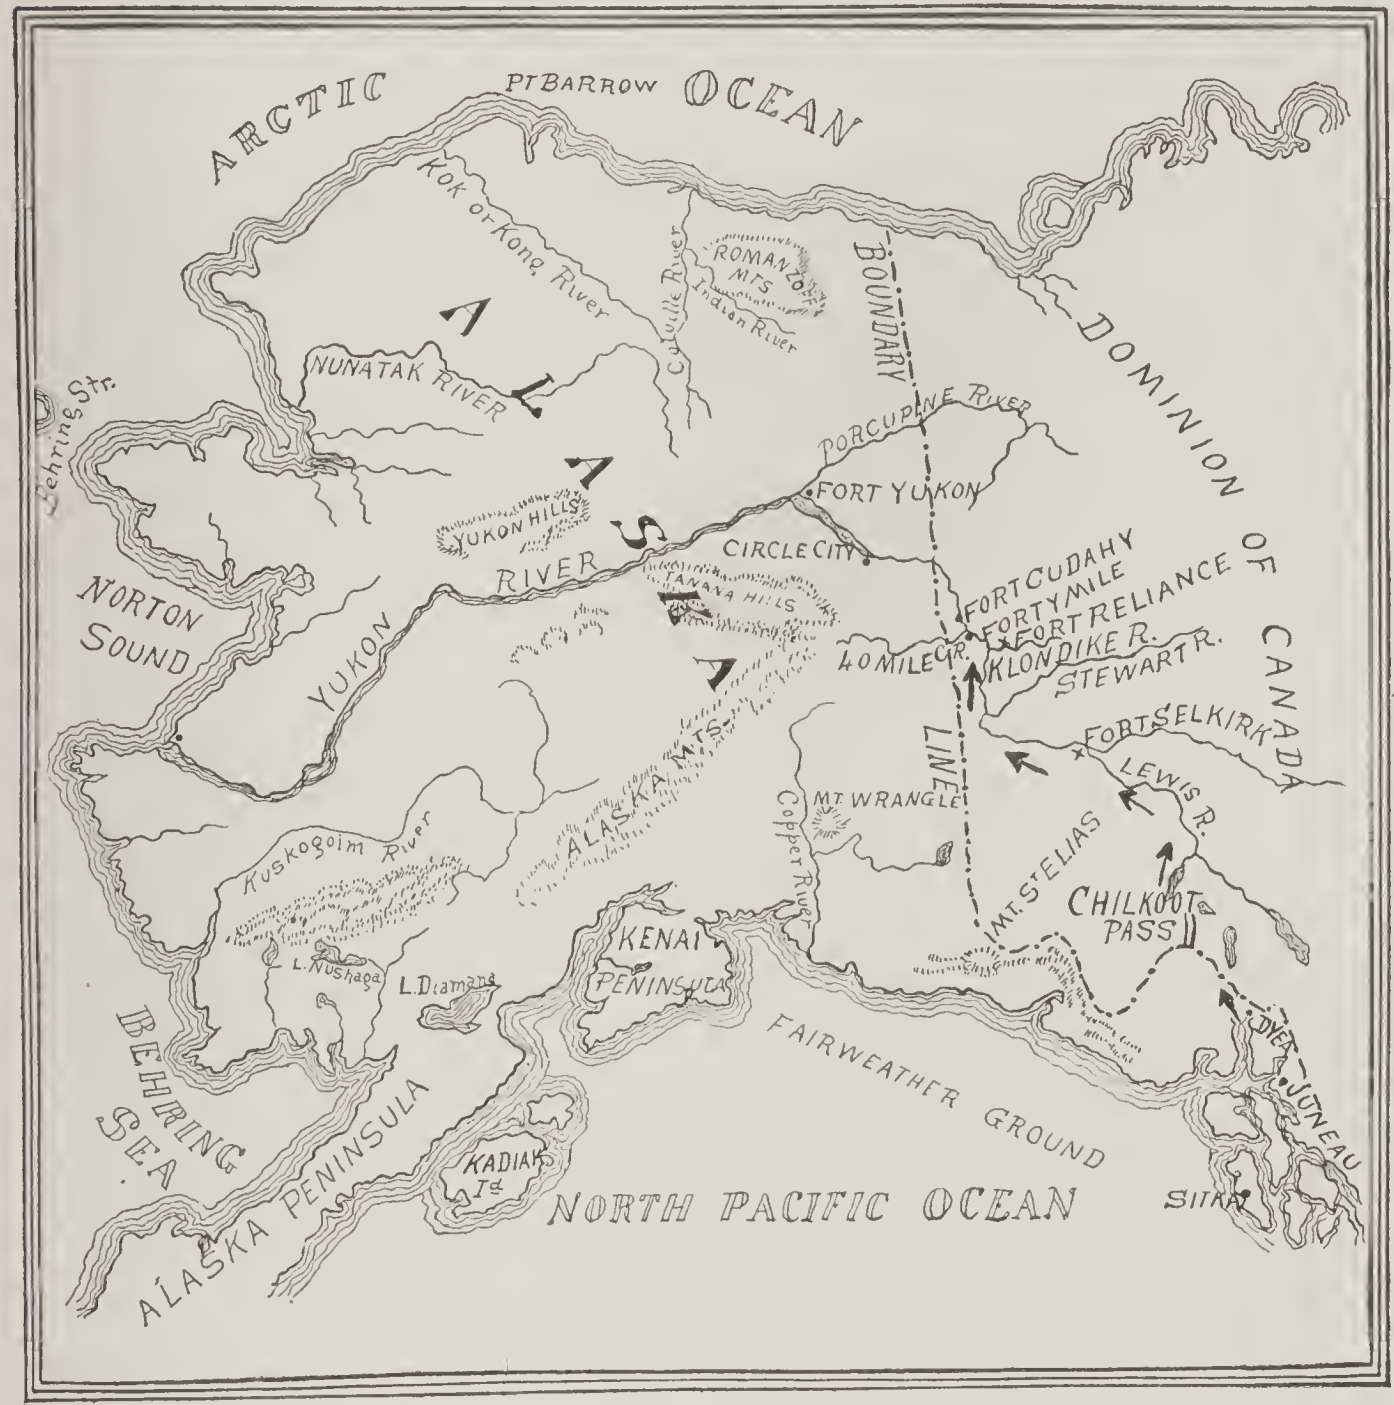 ARCTIC OCEAN
PT BARROW
Kok or Kong River
Colville River
ROMANZOFF
MTS
Indian River
BOUNDARY
LINE
DOMINION OF CANADA
ALASKA
NUNATAK RIVER
Behring Str.
PORCUPINE RIVER
FORT YUKON
YUKON HILLS
YUKON RIVER
CIRCLE CITY
TANANA HILLS
NORTON
SOUND
FORT CUDAHY
FORTYMILE
FORT RELIANCE
40 MILE CR.
KLONDIKE R.
STEWART R.
FORT SELKIRK
LEWIS R.
ALASKA MTS.
MT. WRANGLE
Copper River
Kuskogoim River
MT. ST ELIAS
CHILKOOT
PASS
L. Nushaga
L. Diamana
KENAI
PENINSULA
BEHRING
SEA
FAIRWEATHER GROUND
DYEA
JUNEAU
SITKA
KADIAK
Id
ALASKA PENINSULA
NORTH PACIFIC OCEAN